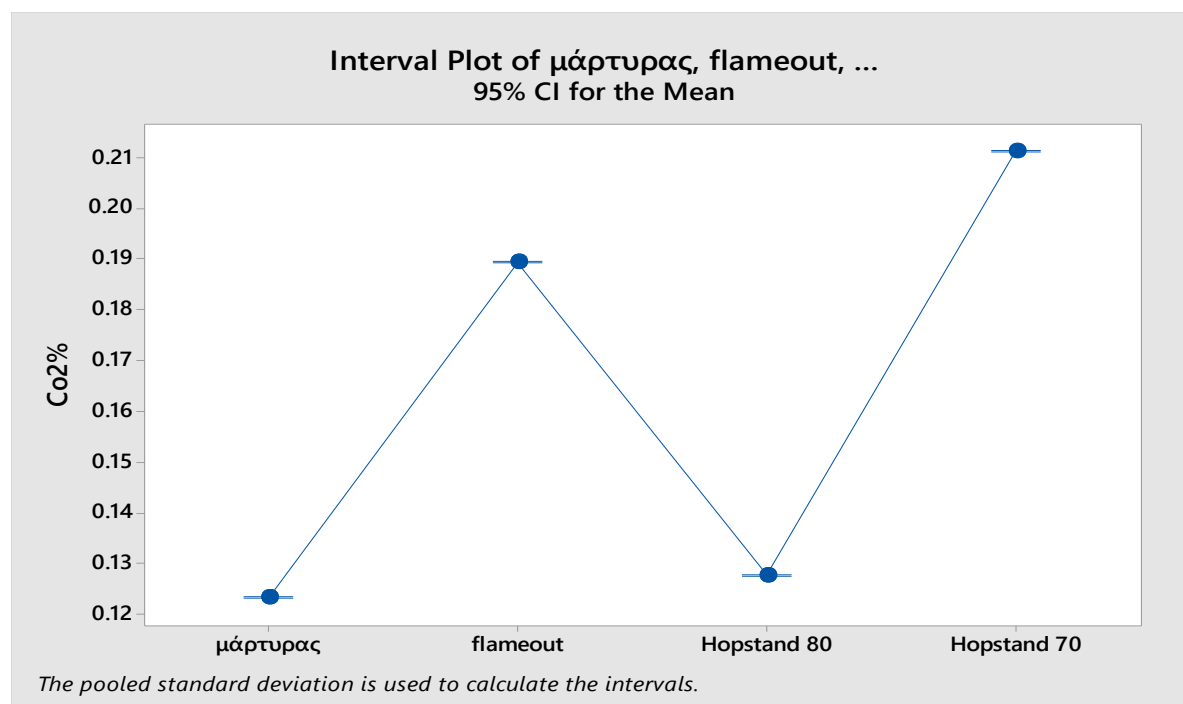 Interval Plot of μάρτυρας, flameout, ...
95% CI for the Mean
Co2%
0.21
0.20
0.19
0.18
0.17
0.16
0.15
0.14
0.13
0.12
μάρτυρας flameout Hopstand 80 Hopstand 70
The pooled standard deviation is used to calculate the intervals.